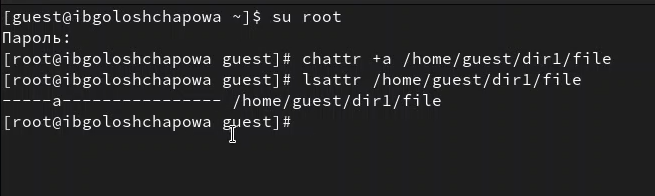 [guest@ibgoloshchapowa ~]$ su root
Пароль:
[root@ibgoloshchapowa guest]# chattr +a /home/guest/dir1/file
[root@ibgoloshchapowa guest]# lsattr /home/guest/dir1/file
-----a---------------- /home/guest/dir1/file
[root@ibgoloshchapowa guest]#